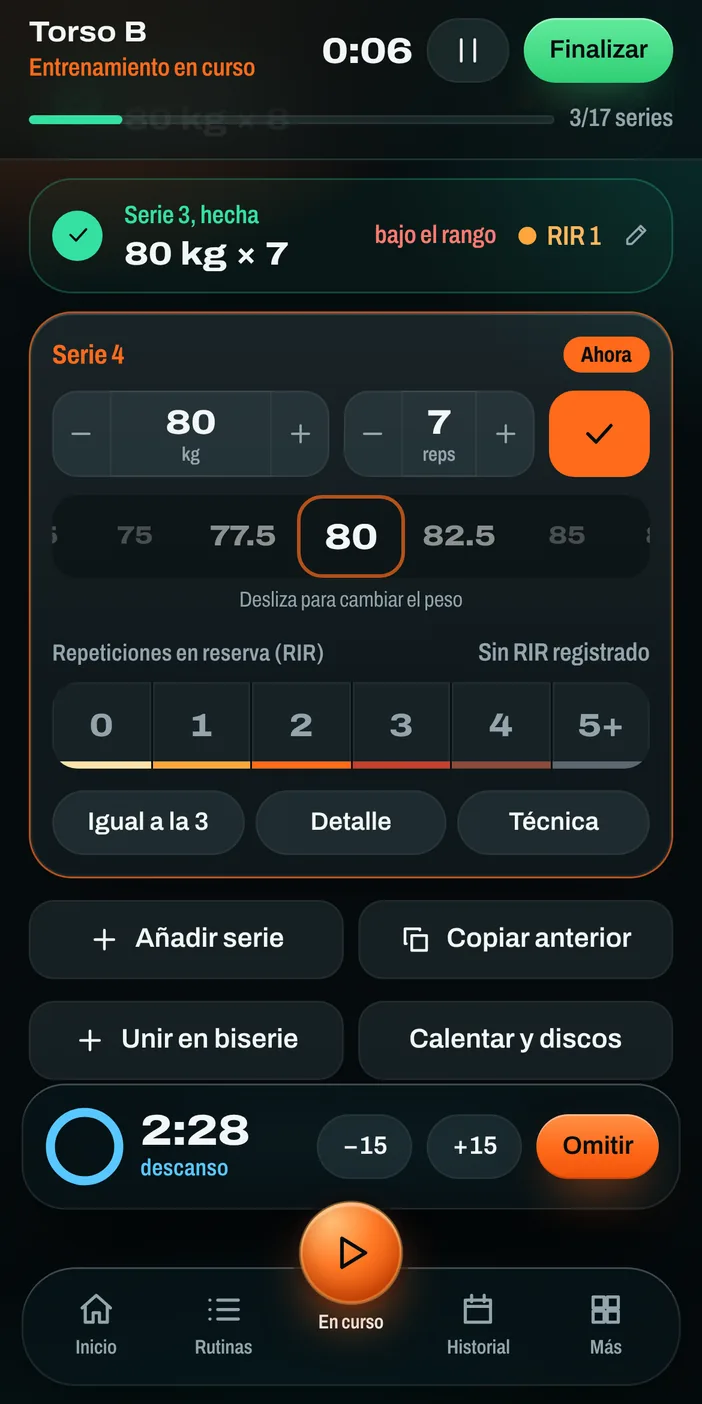 Torso B
Entrenamiento en curso
0:06
Finalizar
80 kg × 8
3/17 series
Serie 3, hecha
80 kg × 7
bajo el rango
RIR 1
Serie 4
Ahora
− 80 kg +
− 7 reps +
75 77.5 80 82.5 85
Desliza para cambiar el peso
Repeticiones en reserva (RIR)
Sin RIR registrado
0 1 2 3 4 5+
Igual a la 3
Detalle
Técnica
+ Añadir serie
Copiar anterior
+ Unir en biserie
Calentar y discos
2:28
descanso
−15
+15
Omitir
En curso
Inicio
Rutinas
Historial
Más